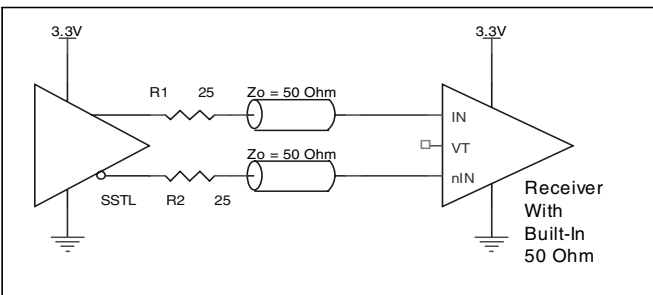 3.3V
3.3V
R1 25
Zo = 50 Ohm
IN
VT
Zo = 50 Ohm
nIN
SSTL
R2 25
Receiver
With
Built-In
50 Ohm